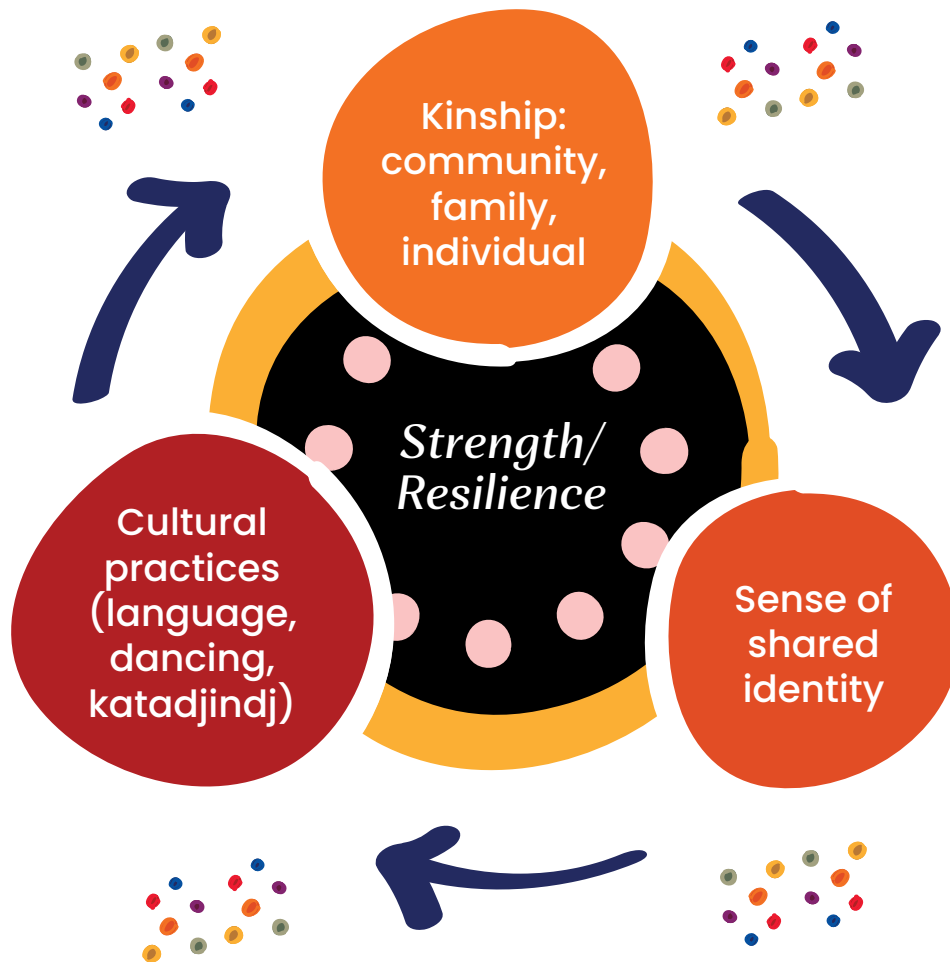 Kinship:
community,
family,
individual
Strength/
Resilience
Cultural
practices
(language,
dancing,
katadjindj)
Sense of
shared
identity